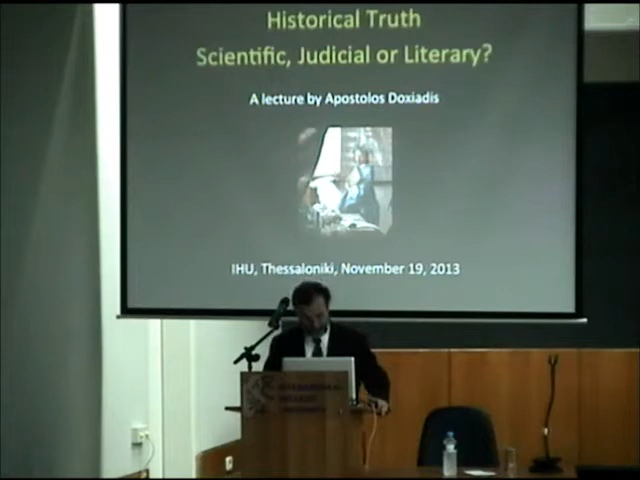 Historical Truth
Scientific, Judicial or Literary?
A lecture by Apostolos Doxiadis
IHU, Thessaloniki, November 19, 2013